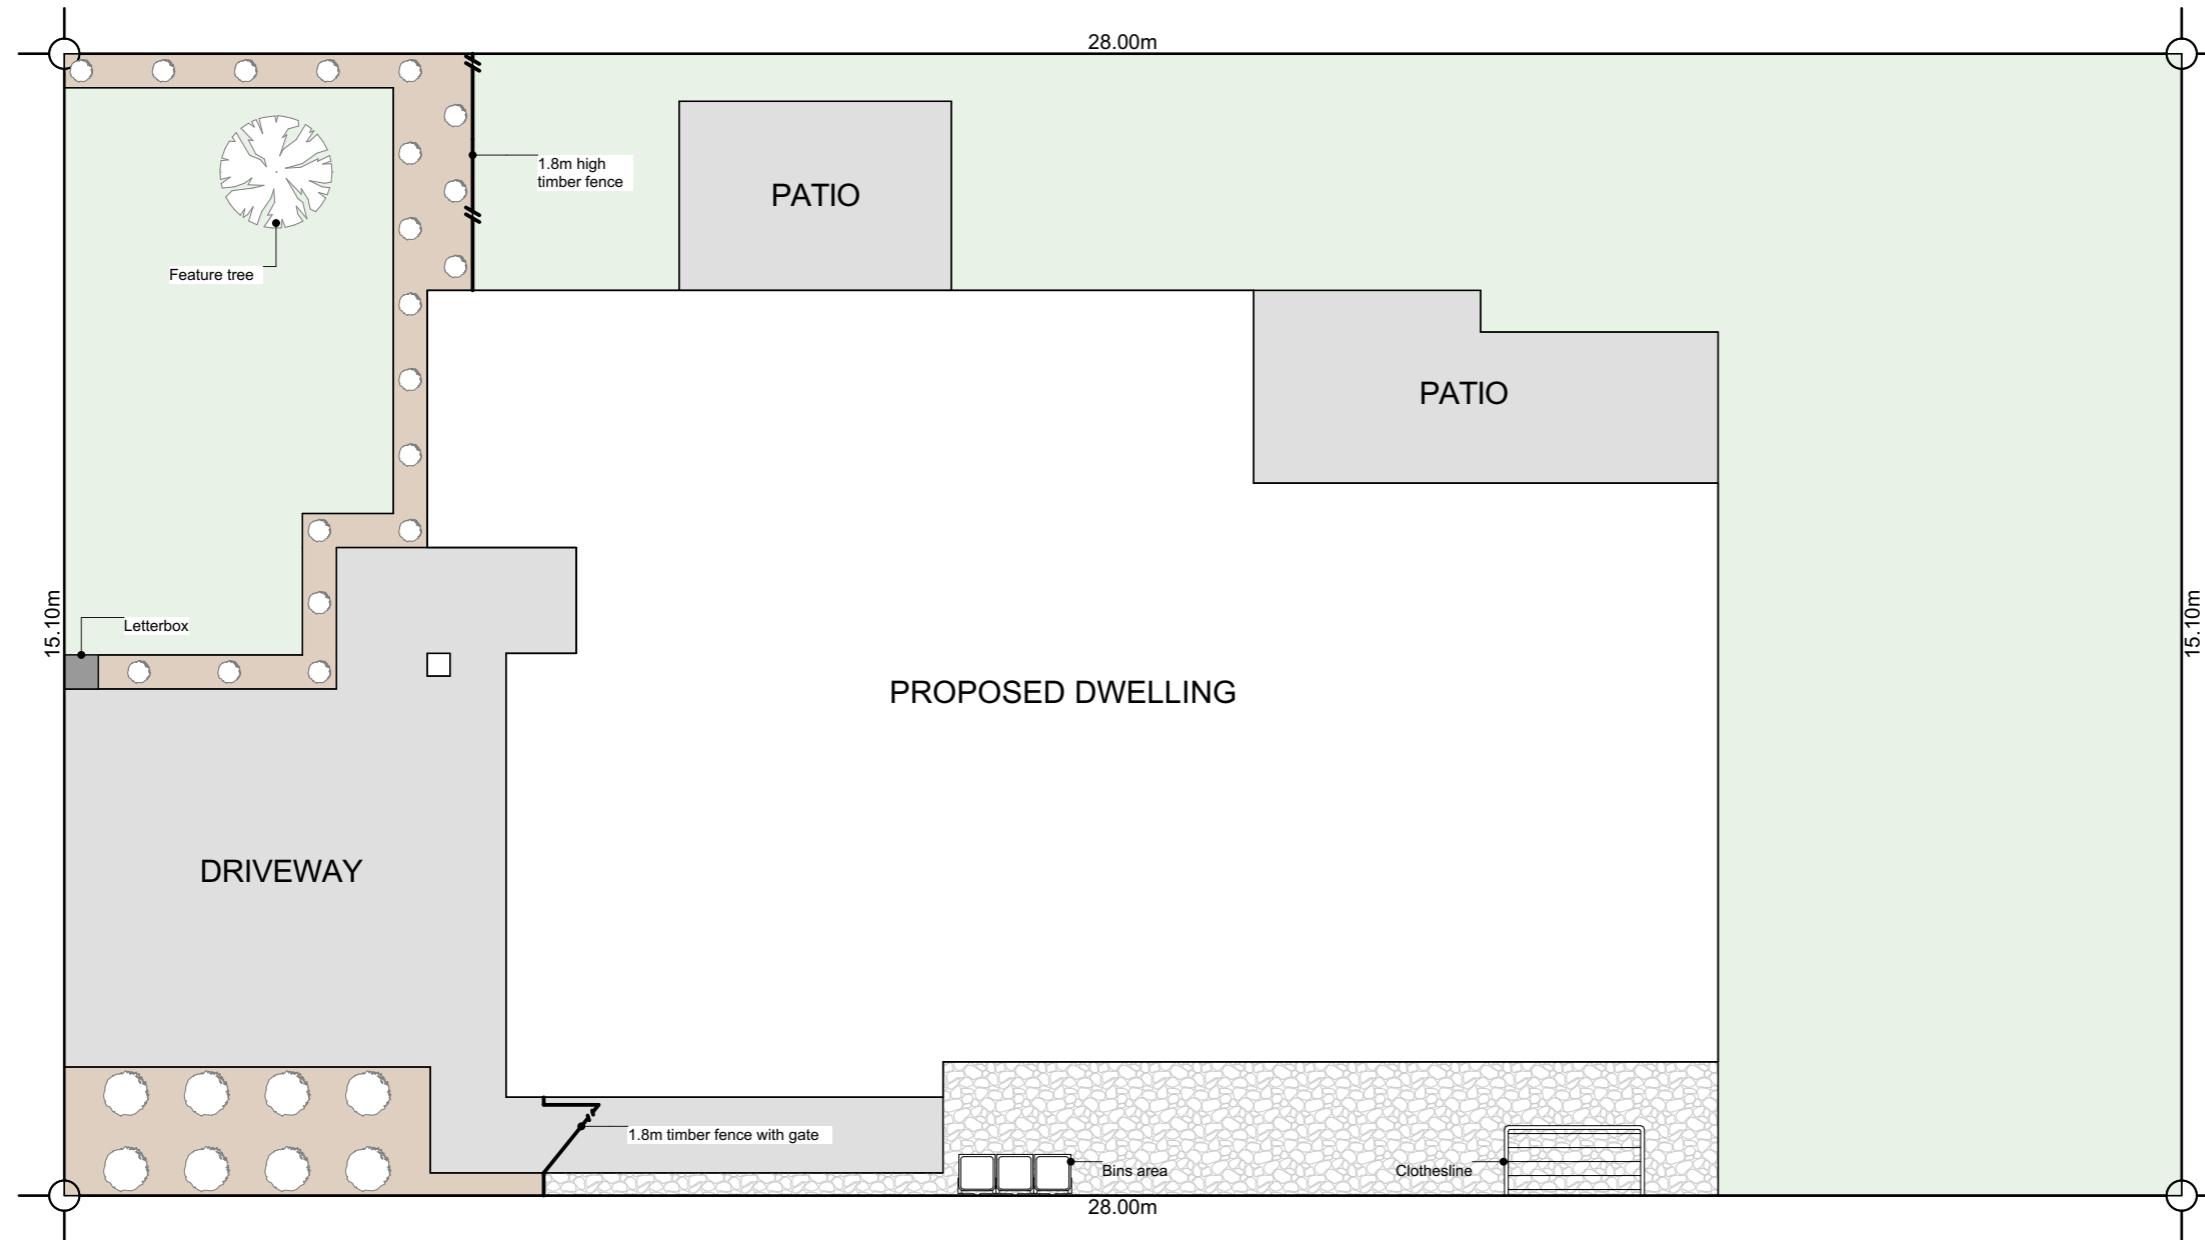 28.00m
1.8m high
timber fence
PATIO
Feature tree
PATIO
15.10m
Letterbox
15.10m
PROPOSED DWELLING
DRIVEWAY
1.8m timber fence with gate
Bins area
Clothesline
28.00m